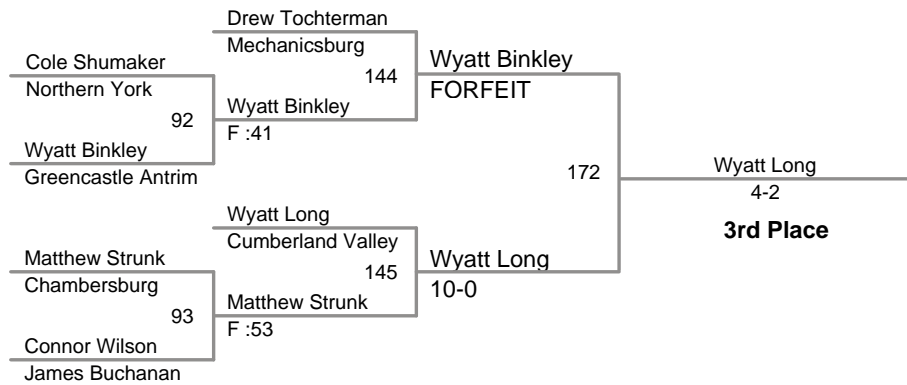 Drew Tochterman
Mechanicsburg
Cole Shumaker
Northern York
144
Wyatt Binkley
FORFEIT
92
Wyatt Binkley
F :41
Wyatt Binkley
Greencastle Antrim
172
Wyatt Long
4-2
3rd Place
Wyatt Long
Cumberland Valley
Matthew Strunk
Chambersburg
145
Wyatt Long
10-0
93
Matthew Strunk
F :53
Connor Wilson
James Buchanan